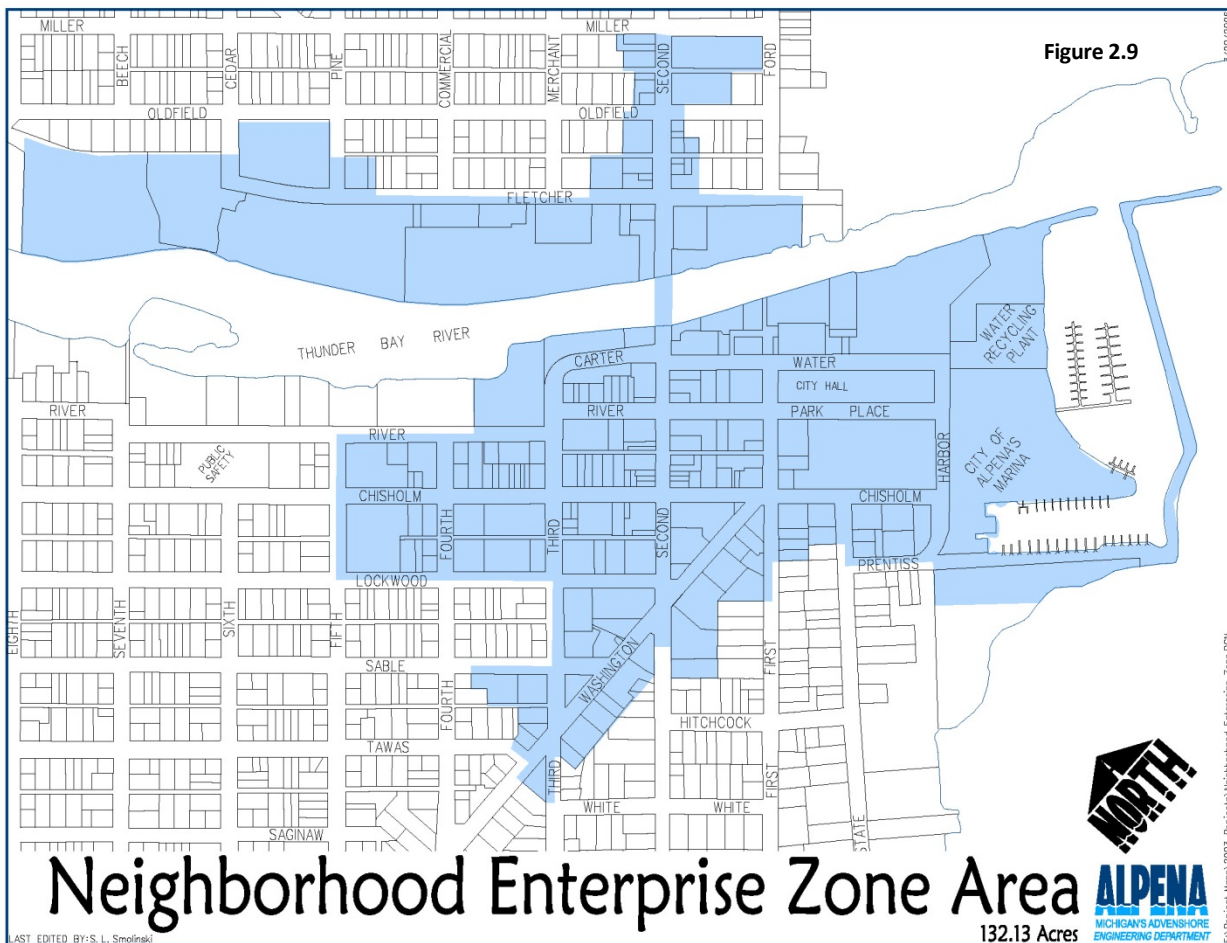 MILLER
MILLER
Figure 2.9
BEECH
CEDAR
PINE
COMMERCIAL
MERCHANT
SECOND
FORD
OLDFIELD
OLDFIELD
FLETCHER
THUNDER BAY RIVER
CARTER
WATER
WATER
RECYCLING
PLANT
CITY HALL
RIVER
RIVER
RIVER
PARK PLACE
PUBLIC
SAFETY
HARBOR
CITY OF
ALPENA'S
MARINA
CHISHOLM
CHISHOLM
FOURTH
THIRD
SECOND
LOCKWOOD
PRENTISS
EIGHTH
SEVENTH
SIXTH
FIFTH
SABLE
WASHINGTON
FIRST
FOURTH
HITCHCOCK
TAWAS
THIRD
FIRST
WHITE
WHITE
STATE
SAGINAW
NORTH
Neighborhood Enterprise Zone Area
132.13 Acres
ALPENA
MICHIGAN'S ADVENSHORE
ENGINEERING DEPARTMENT
LAST EDITED BY: S. L. Smolinski